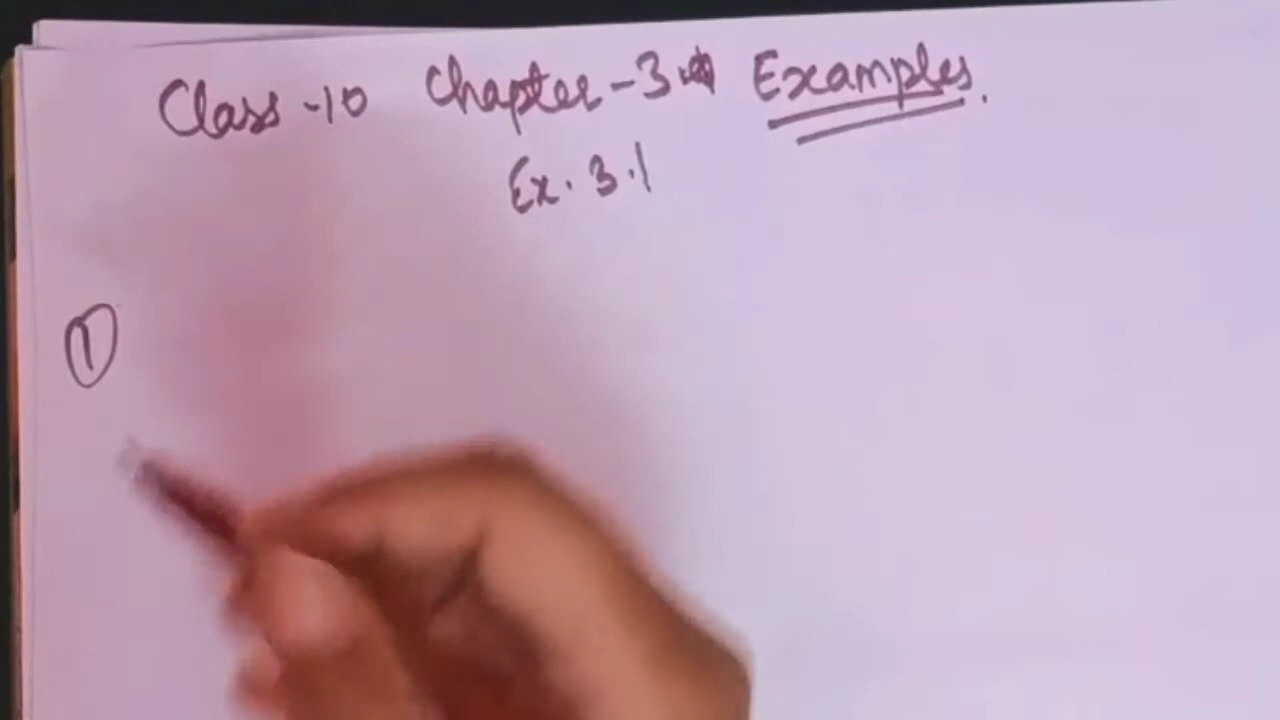 Class-10 Chapter-3 Examples.
Ex. 3.1
①